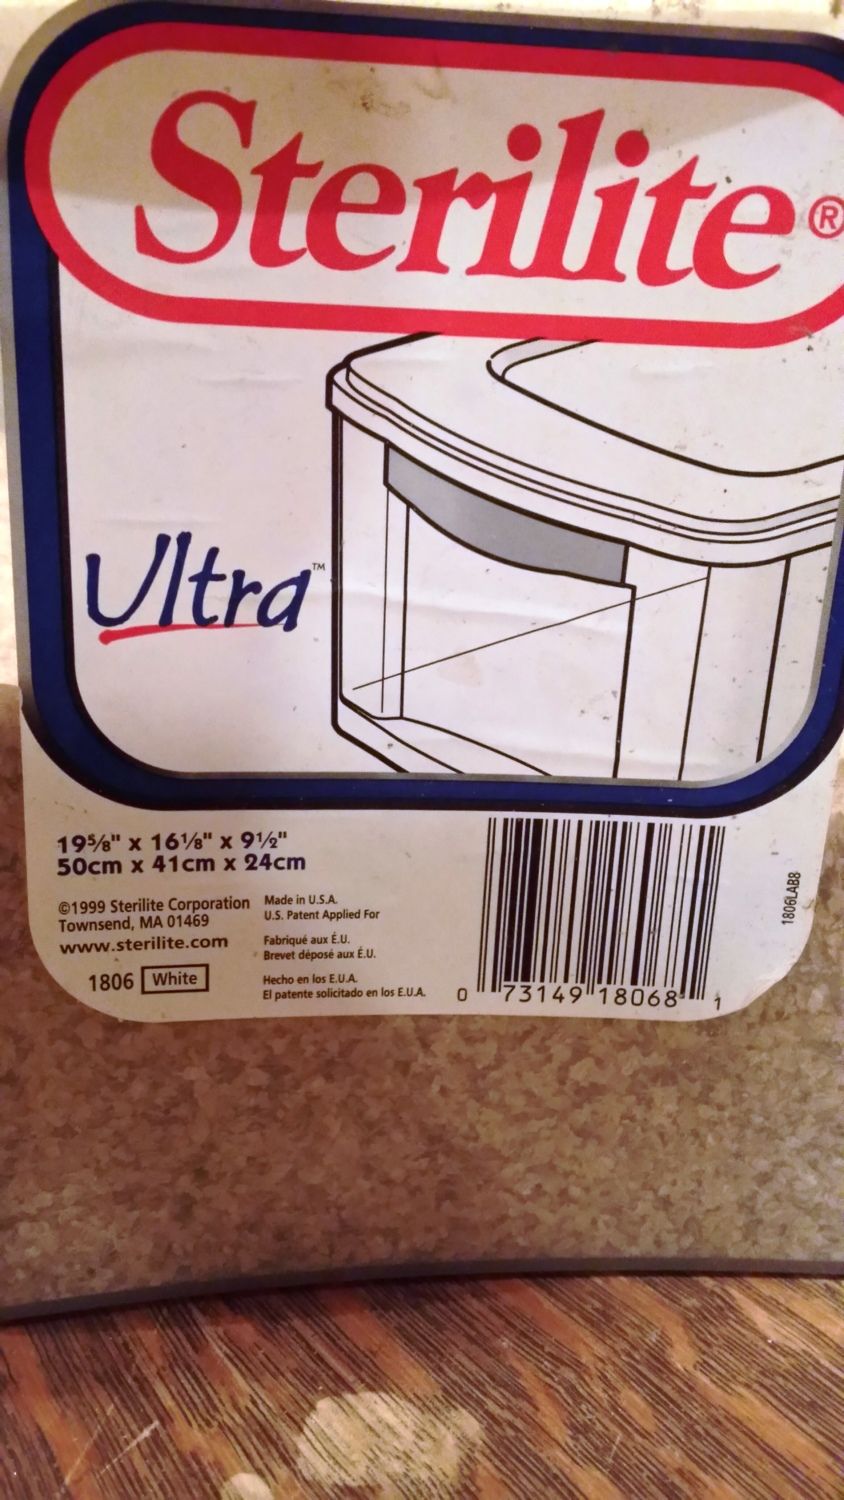 Sterilite®
Ultra™
19⅝" x 16⅛" x 9½"
50cm x 41cm x 24cm
©1999 Sterilite Corporation
Townsend, MA 01469
www.sterilite.com
1806 White
Made in U.S.A.
U.S. Patent Applied For
Fabriqué aux É.U.
Brevet déposé aux É.U.
Hecho en los E.U.A.
El patente solicitado en los E.U.A.
0 73149 18068 1
1806LAB8